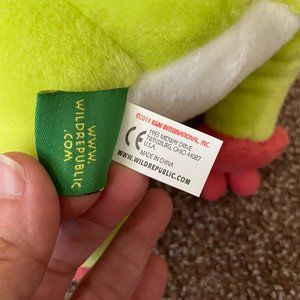 WWW.
WILDREPUBLIC
.COM
©2011 K&M INTERNATIONAL, INC.
CE
1955 MIDWAY DRIVE
TWINSBURG, OHIO 44087
U.S.A.
MADE IN CHINA
WWW.WILDREPUBLIC.COM